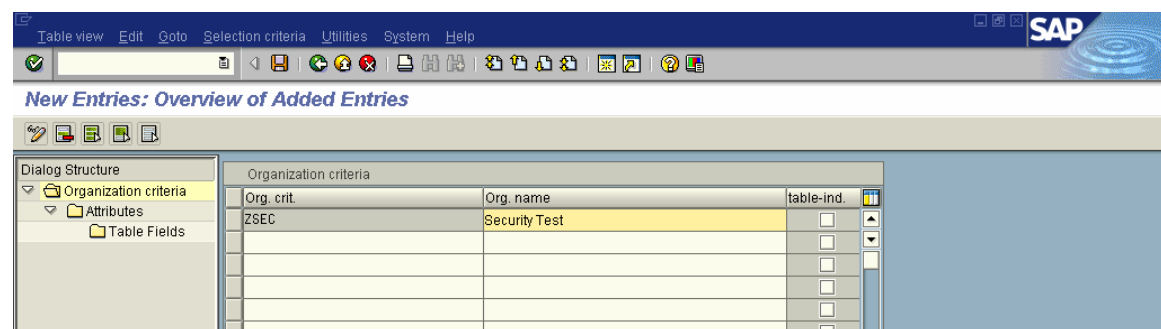 Table view Edit Goto Selection criteria Utilities System Help
SAP
New Entries: Overview of Added Entries
Dialog Structure
Organization criteria
Attributes
Table Fields
Organization criteria
Org. crit. Org. name table-ind.
ZSEC Security Test